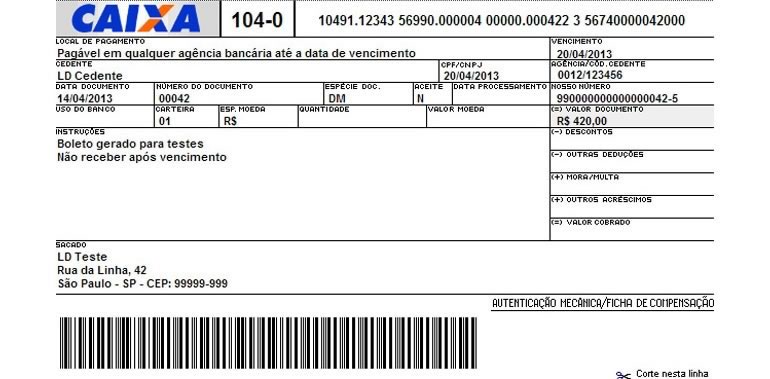 CAIXA 104-0 10491.12343 56990.000004 00000.000422 3 56740000042000
LOCAL DE PAGAMENTO VENCIMENTO
Pagável em qualquer agência bancária até a data de vencimento 20/04/2013
CEDENTE CPF/CNPJ AGÊNCIA/CÓD.CEDENTE
LD Cedente 20/04/2013 0012/123456
DATA DOCUMENTO NÚMERO DO DOCUMENTO ESPÉCIE DOC. ACEITE DATA PROCESSAMENTO NOSSO NÚMERO
14/04/2013 00042 DM N 990000000000000042-5
USO DO BANCO CARTEIRA ESP. MOEDA QUANTIDADE VALOR MOEDA (=) VALOR DOCUMENTO
01 R$ R$ 420,00
INSTRUÇÕES (-) DESCONTOS
Boleto gerado para testes
Não receber após vencimento (-) OUTRAS DEDUÇÕES
(+) MORA/MULTA
(+) OUTROS ACRÉSCIMOS
(=) VALOR COBRADO
SACADO
LD Teste
Rua da Linha, 42
São Paulo - SP - CEP: 99999-999
AUTENTICAÇÃO MECÂNICA/FICHA DE COMPENSAÇÃO
Corte nesta linha